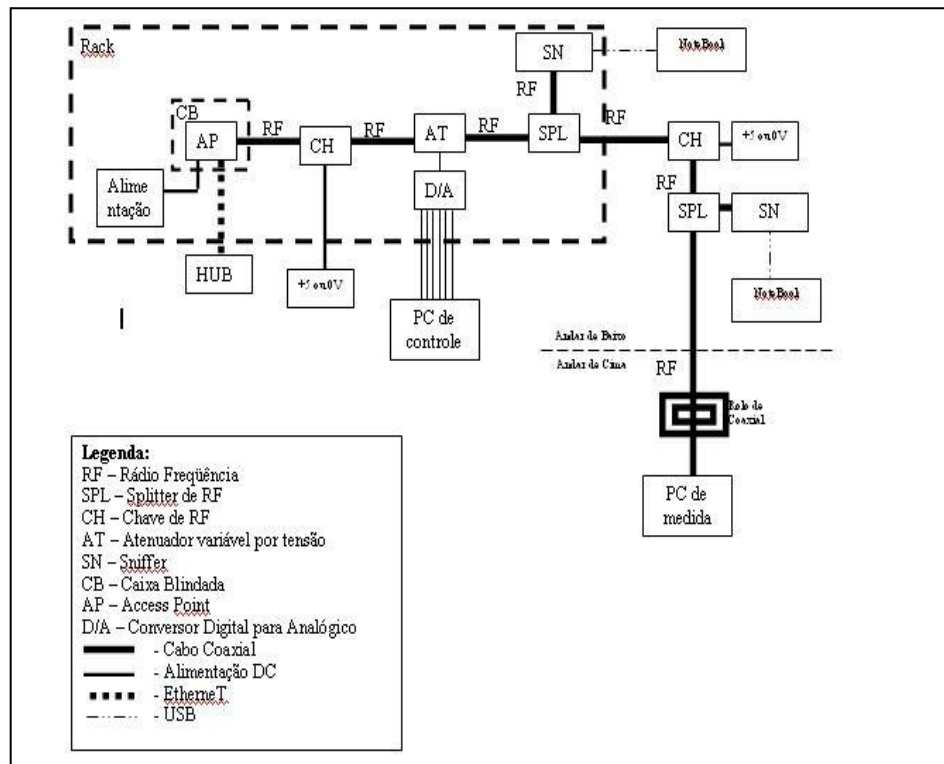 Rack
SN
NoteBook
RF
CB
AP
RF
CH
RF
AT
RF
SPL
RF
CH
+5 ou 0V
Alime
ntação
D/A
RF
SPL
SN
HUB
+5 ou 0V
NoteBook
PC de
controle
Andar de Baixo
Andar de Cima
RF
Rolo de
Coaxial
PC de
medida
Legenda:
RF – Rádio Freqüência
SPL – Splitter de RF
CH – Chave de RF
AT – Atenuador variável por tensão
SN – Sniffer
CB – Caixa Blindada
AP – Access Point
D/A – Conversor Digital para Analógico
- Cabo Coaxial
- Alimentação DC
- EtherneT
- USB